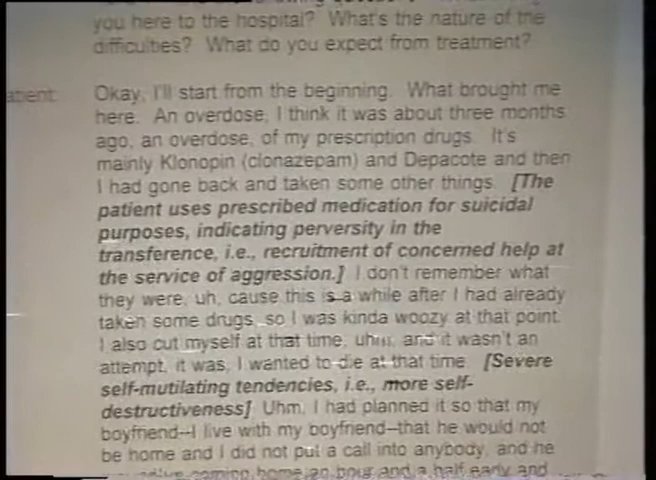 you here to the hospital? What's the nature of the
difficulties? What do you expect from treatment?
Okay, I'll start from the beginning. What brought me
here. An overdose, I think it was about three months
ago, an overdose, of my prescription drugs. It's
mainly Klonopin (clonazepam) and Depacote and then
I had gone back and taken some other things. [The
patient uses prescribed medication for suicidal
purposes, indicating perversity in the
transference, i.e., recruitment of concerned help at
the service of aggression.] I don't remember what
they were, uh, cause this is a while after I had already
taken some drugs, so I was kinda woozy at that point.
I also cut myself at that time, uhm, and it wasn't an
attempt, it was, I wanted to die at that time. [Severe
self-mutilating tendencies, i.e., more self-
destructiveness] Uhm, I had planned it so that my
boyfriend--I live with my boyfriend--that he would not
be home and I did not put a call into anybody, and he
coming home an hour and a half early and